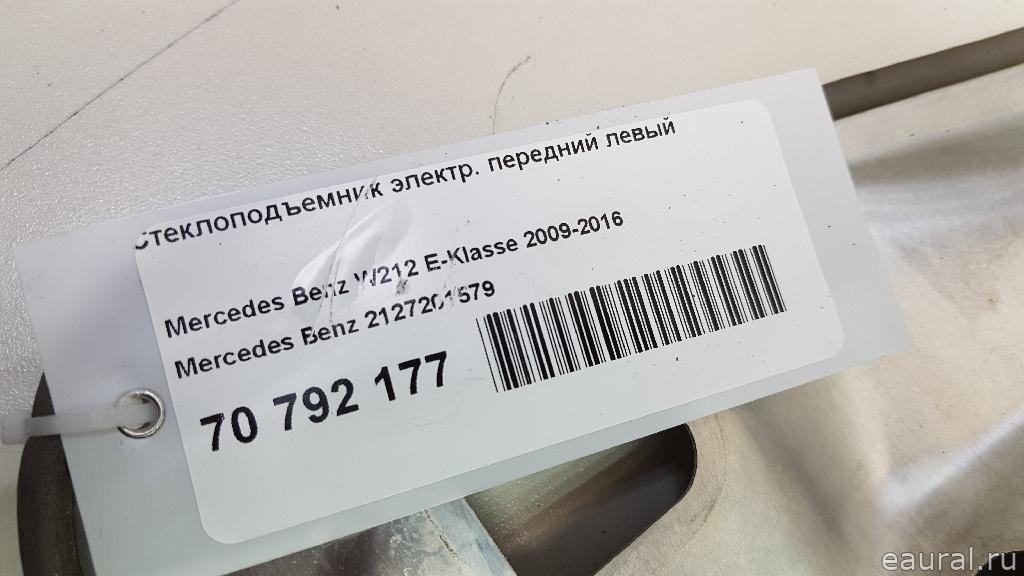 Стеклоподъемник электр. передний левый
Mercedes Benz W212 E-Klasse 2009-2016
Mercedes Benz 2127201579
70 792 177
eaural.ru